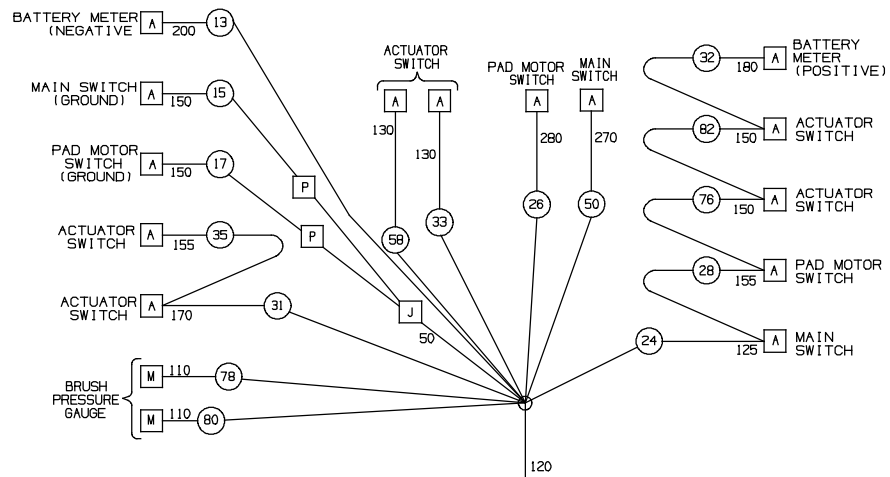 BATTERY METER
(NEGATIVE
A
200
13
MAIN SWITCH
(GROUND)
A
150
15
PAD MOTOR
SWITCH
(GROUND)
A
150
17
ACTUATOR
SWITCH
A
155
35
ACTUATOR
SWITCH
A
170
31
BRUSH
PRESSURE
GAUGE
M
110
78
M
110
80
P
P
J
50
ACTUATOR
SWITCH
A
A
130
130
58
33
PAD MOTOR
SWITCH
A
280
26
MAIN
SWITCH
A
270
50
32
180
A
BATTERY
METER
(POSITIVE)
82
150
A
ACTUATOR
SWITCH
76
150
A
ACTUATOR
SWITCH
28
155
A
PAD MOTOR
SWITCH
24
125
A
MAIN
SWITCH
120